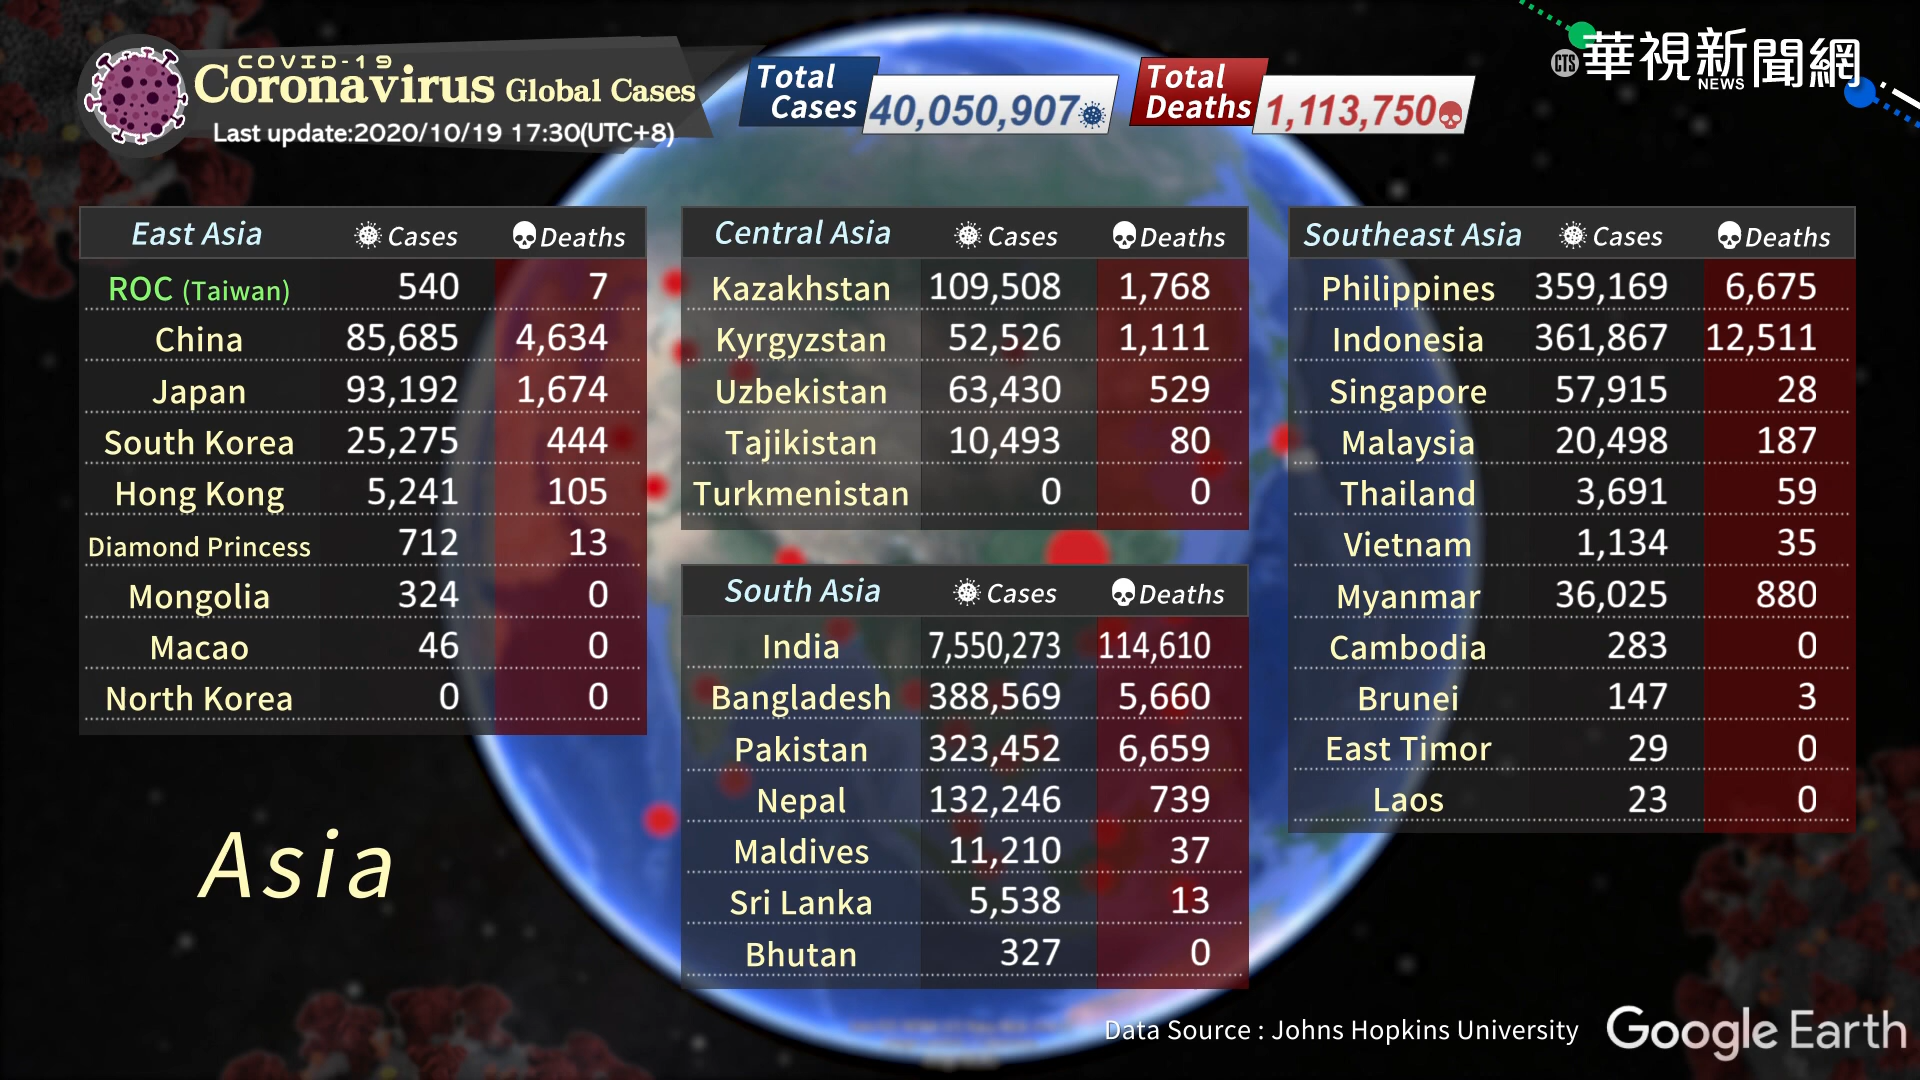 COVID-19
Coronavirus Global Cases
Last update:2020/10/19 17:30(UTC+8)
Total Cases 40,050,907
Total Deaths 1,113,750
CTS 華視新聞網
NEWS
East Asia Cases Deaths
ROC (Taiwan) 540 7
China 85,685 4,634
Japan 93,192 1,674
South Korea 25,275 444
Hong Kong 5,241 105
Diamond Princess 712 13
Mongolia 324 0
Macao 46 0
North Korea 0 0
Central Asia Cases Deaths
Kazakhstan 109,508 1,768
Kyrgyzstan 52,526 1,111
Uzbekistan 63,430 529
Tajikistan 10,493 80
Turkmenistan 0 0
South Asia Cases Deaths
India 7,550,273 114,610
Bangladesh 388,569 5,660
Pakistan 323,452 6,659
Nepal 132,246 739
Maldives 11,210 37
Sri Lanka 5,538 13
Bhutan 327 0
Southeast Asia Cases Deaths
Philippines 359,169 6,675
Indonesia 361,867 12,511
Singapore 57,915 28
Malaysia 20,498 187
Thailand 3,691 59
Vietnam 1,134 35
Myanmar 36,025 880
Cambodia 283 0
Brunei 147 3
East Timor 29 0
Laos 23 0
Asia
Data Source : Johns Hopkins University
Google Earth